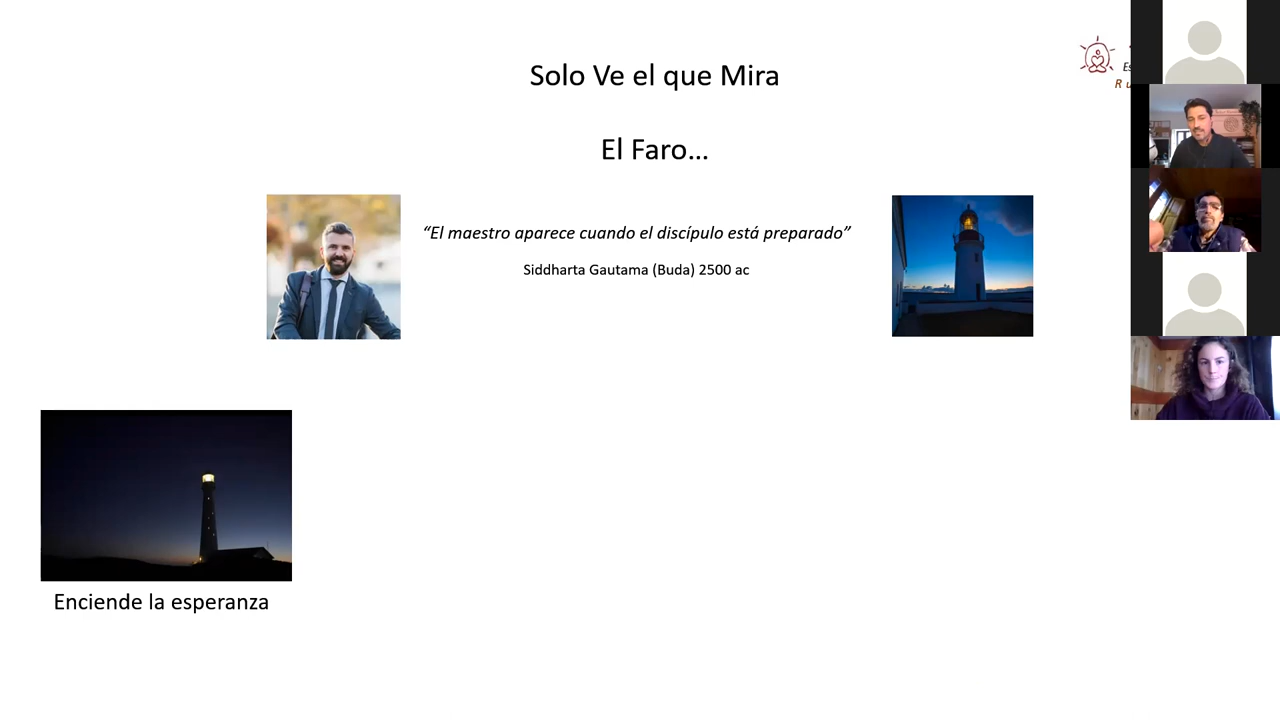 Solo Ve el que Mira
El Faro...
“El maestro aparece cuando el discípulo está preparado”
Siddharta Gautama (Buda) 2500 ac
Enciende la esperanza